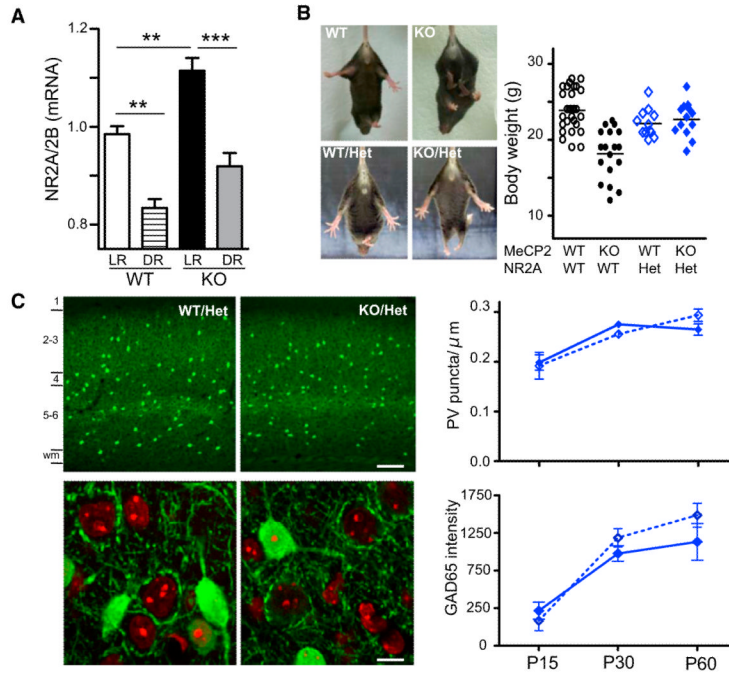 A
NR2A/2B (mRNA)
1.2
1.0
0.8
**
**
***
LR
DR
LR
DR
WT
KO
B
WT
KO
WT/Het
KO/Het
Body weight (g)
30
20
10
MeCP2 WT KO WT KO
NR2A WT WT Het Het
C
WT/Het
KO/Het
1
2-3
4
5-6
wm
PV puncta/ μm
0.3
0.2
0.1
0.0
GAD65 intensity
1750
1250
750
250
0
P15
P30
P60